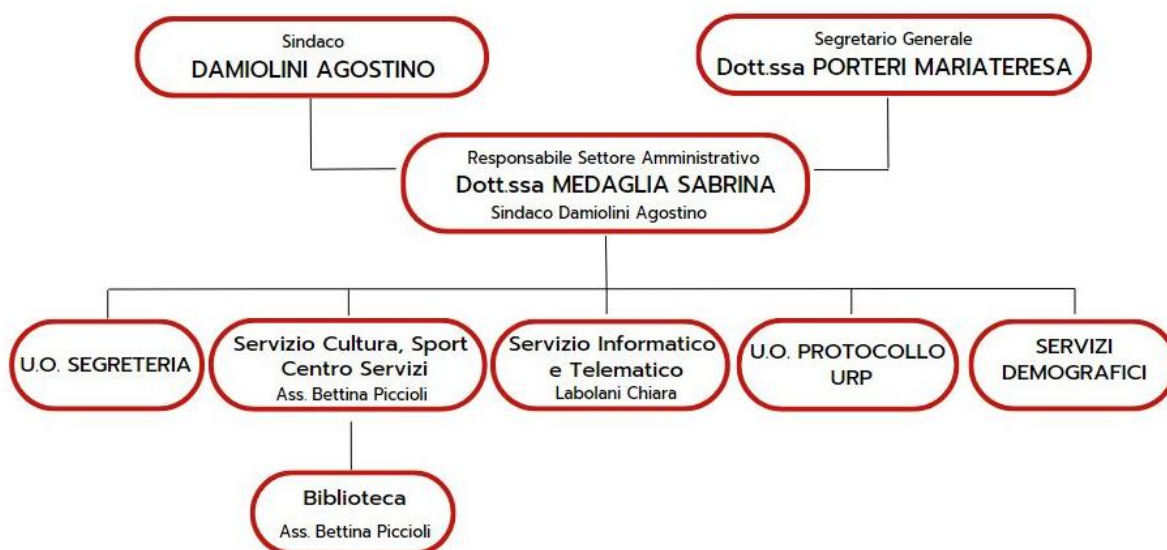 Sindaco
DAMIOLINI AGOSTINO
Segretario Generale
Dott.ssa PORTERI MARIATERESA
Responsabile Settore Amministrativo
Dott.ssa MEDAGLIA SABRINA
Sindaco Damiolini Agostino
U.O. SEGRETERIA
Servizio Cultura, Sport
Centro Servizi
Ass. Bettina Piccioli
Servizio Informatico
e Telematico
Labolani Chiara
U.O. PROTOCOLLO
URP
SERVIZI
DEMOGRAFICI
Biblioteca
Ass. Bettina Piccioli